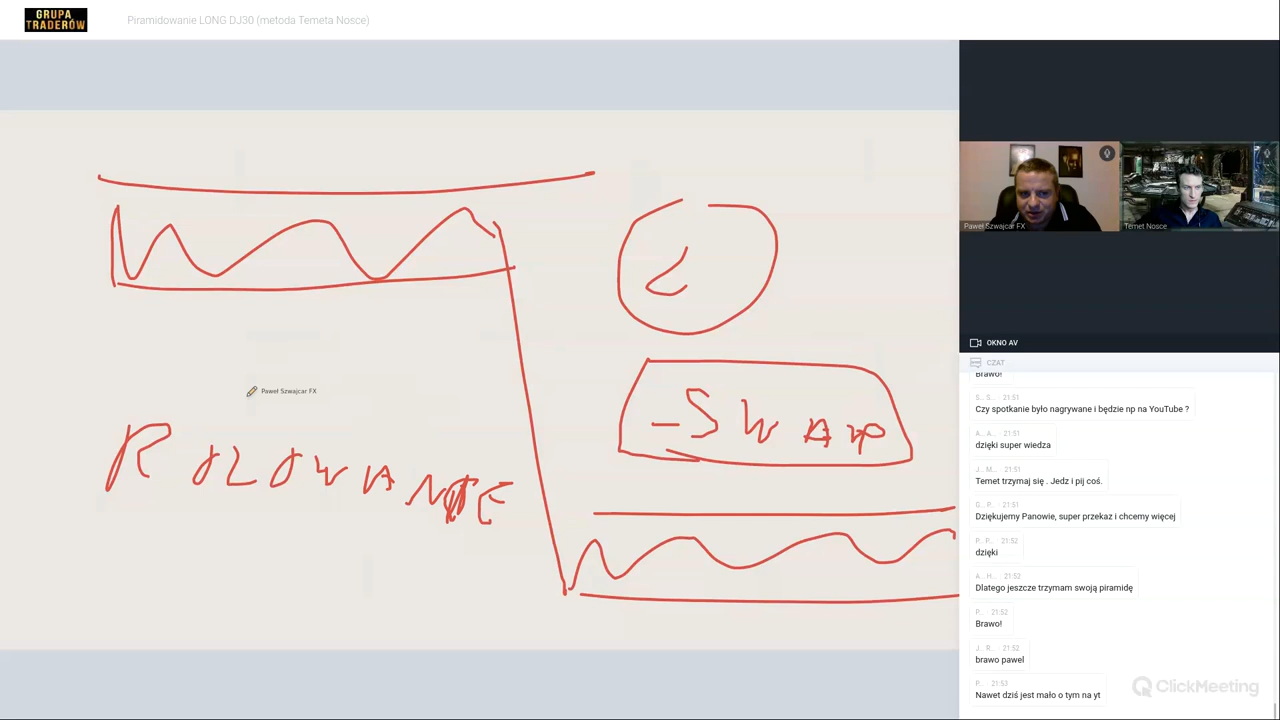 GRUPA
TRADERÓW
Piramidowanie LONG DJ30 (metoda Temeta Nosce)
Paweł Szwajcar FX
ROLOWANIE
-SWAP
Paweł Szwajcar FX
Temet Nosce
OKNO AV
CZAT
Brawo!
S... S... · 21:51
Czy spotkanie było nagrywane i będzie np na YouTube ?
A... A... · 21:51
dzięki super wiedza
J... M... · 21:51
Temet trzymaj się . Jedz i pij coś.
G... P... · 21:51
Dziękujemy Panowie, super przekaz i chcemy więcej
P... P... · 21:52
dzięki
A... H... · 21:52
Dlatego jeszcze trzymam swoją piramidę
P... · 21:52
Brawo!
J... R... · 21:52
brawo pawel
P... · 21:53
Nawet dziś jest mało o tym na yt
ClickMeeting